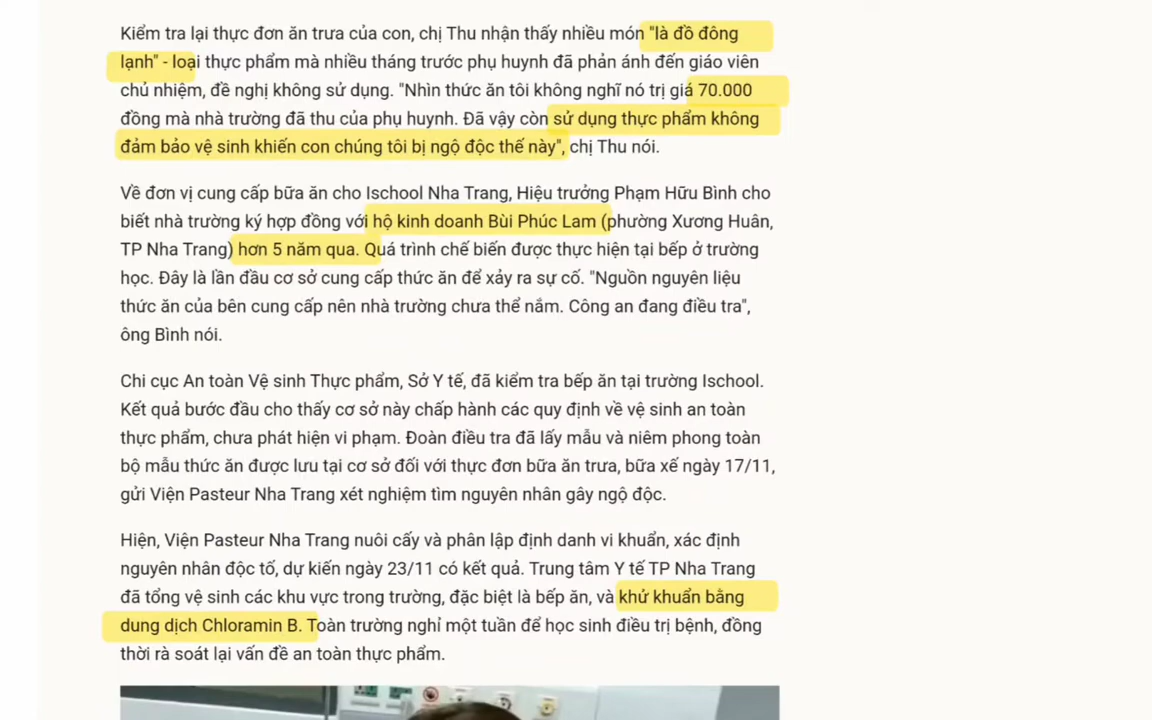 Kiểm tra lại thực đơn ăn trưa của con, chị Thu nhận thấy nhiều món "là đồ đông
lạnh" - loại thực phẩm mà nhiều tháng trước phụ huynh đã phản ánh đến giáo viên
chủ nhiệm, đề nghị không sử dụng. "Nhìn thức ăn tôi không nghĩ nó trị giá 70.000
đồng mà nhà trường đã thu của phụ huynh. Đã vậy còn sử dụng thực phẩm không
đảm bảo vệ sinh khiến con chúng tôi bị ngộ độc thế này", chị Thu nói.
Về đơn vị cung cấp bữa ăn cho Ischool Nha Trang, Hiệu trưởng Phạm Hữu Bình cho
biết nhà trường ký hợp đồng với hộ kinh doanh Bùi Phúc Lam (phường Xương Huân,
TP Nha Trang) hơn 5 năm qua. Quá trình chế biến được thực hiện tại bếp ở trường
học. Đây là lần đầu cơ sở cung cấp thức ăn để xảy ra sự cố. "Nguồn nguyên liệu
thức ăn của bên cung cấp nên nhà trường chưa thể nắm. Công an đang điều tra",
ông Bình nói.
Chi cục An toàn Vệ sinh Thực phẩm, Sở Y tế, đã kiểm tra bếp ăn tại trường Ischool.
Kết quả bước đầu cho thấy cơ sở này chấp hành các quy định về vệ sinh an toàn
thực phẩm, chưa phát hiện vi phạm. Đoàn điều tra đã lấy mẫu và niêm phong toàn
bộ mẫu thức ăn được lưu tại cơ sở đối với thực đơn bữa ăn trưa, bữa xế ngày 17/11,
gửi Viện Pasteur Nha Trang xét nghiệm tìm nguyên nhân gây ngộ độc.
Hiện, Viện Pasteur Nha Trang nuôi cấy và phân lập định danh vi khuẩn, xác định
nguyên nhân độc tố, dự kiến ngày 23/11 có kết quả. Trung tâm Y tế TP Nha Trang
đã tổng vệ sinh các khu vực trong trường, đặc biệt là bếp ăn, và khử khuẩn bằng
dung dịch Chloramin B. Toàn trường nghỉ một tuần để học sinh điều trị bệnh, đồng
thời rà soát lại vấn đề an toàn thực phẩm.